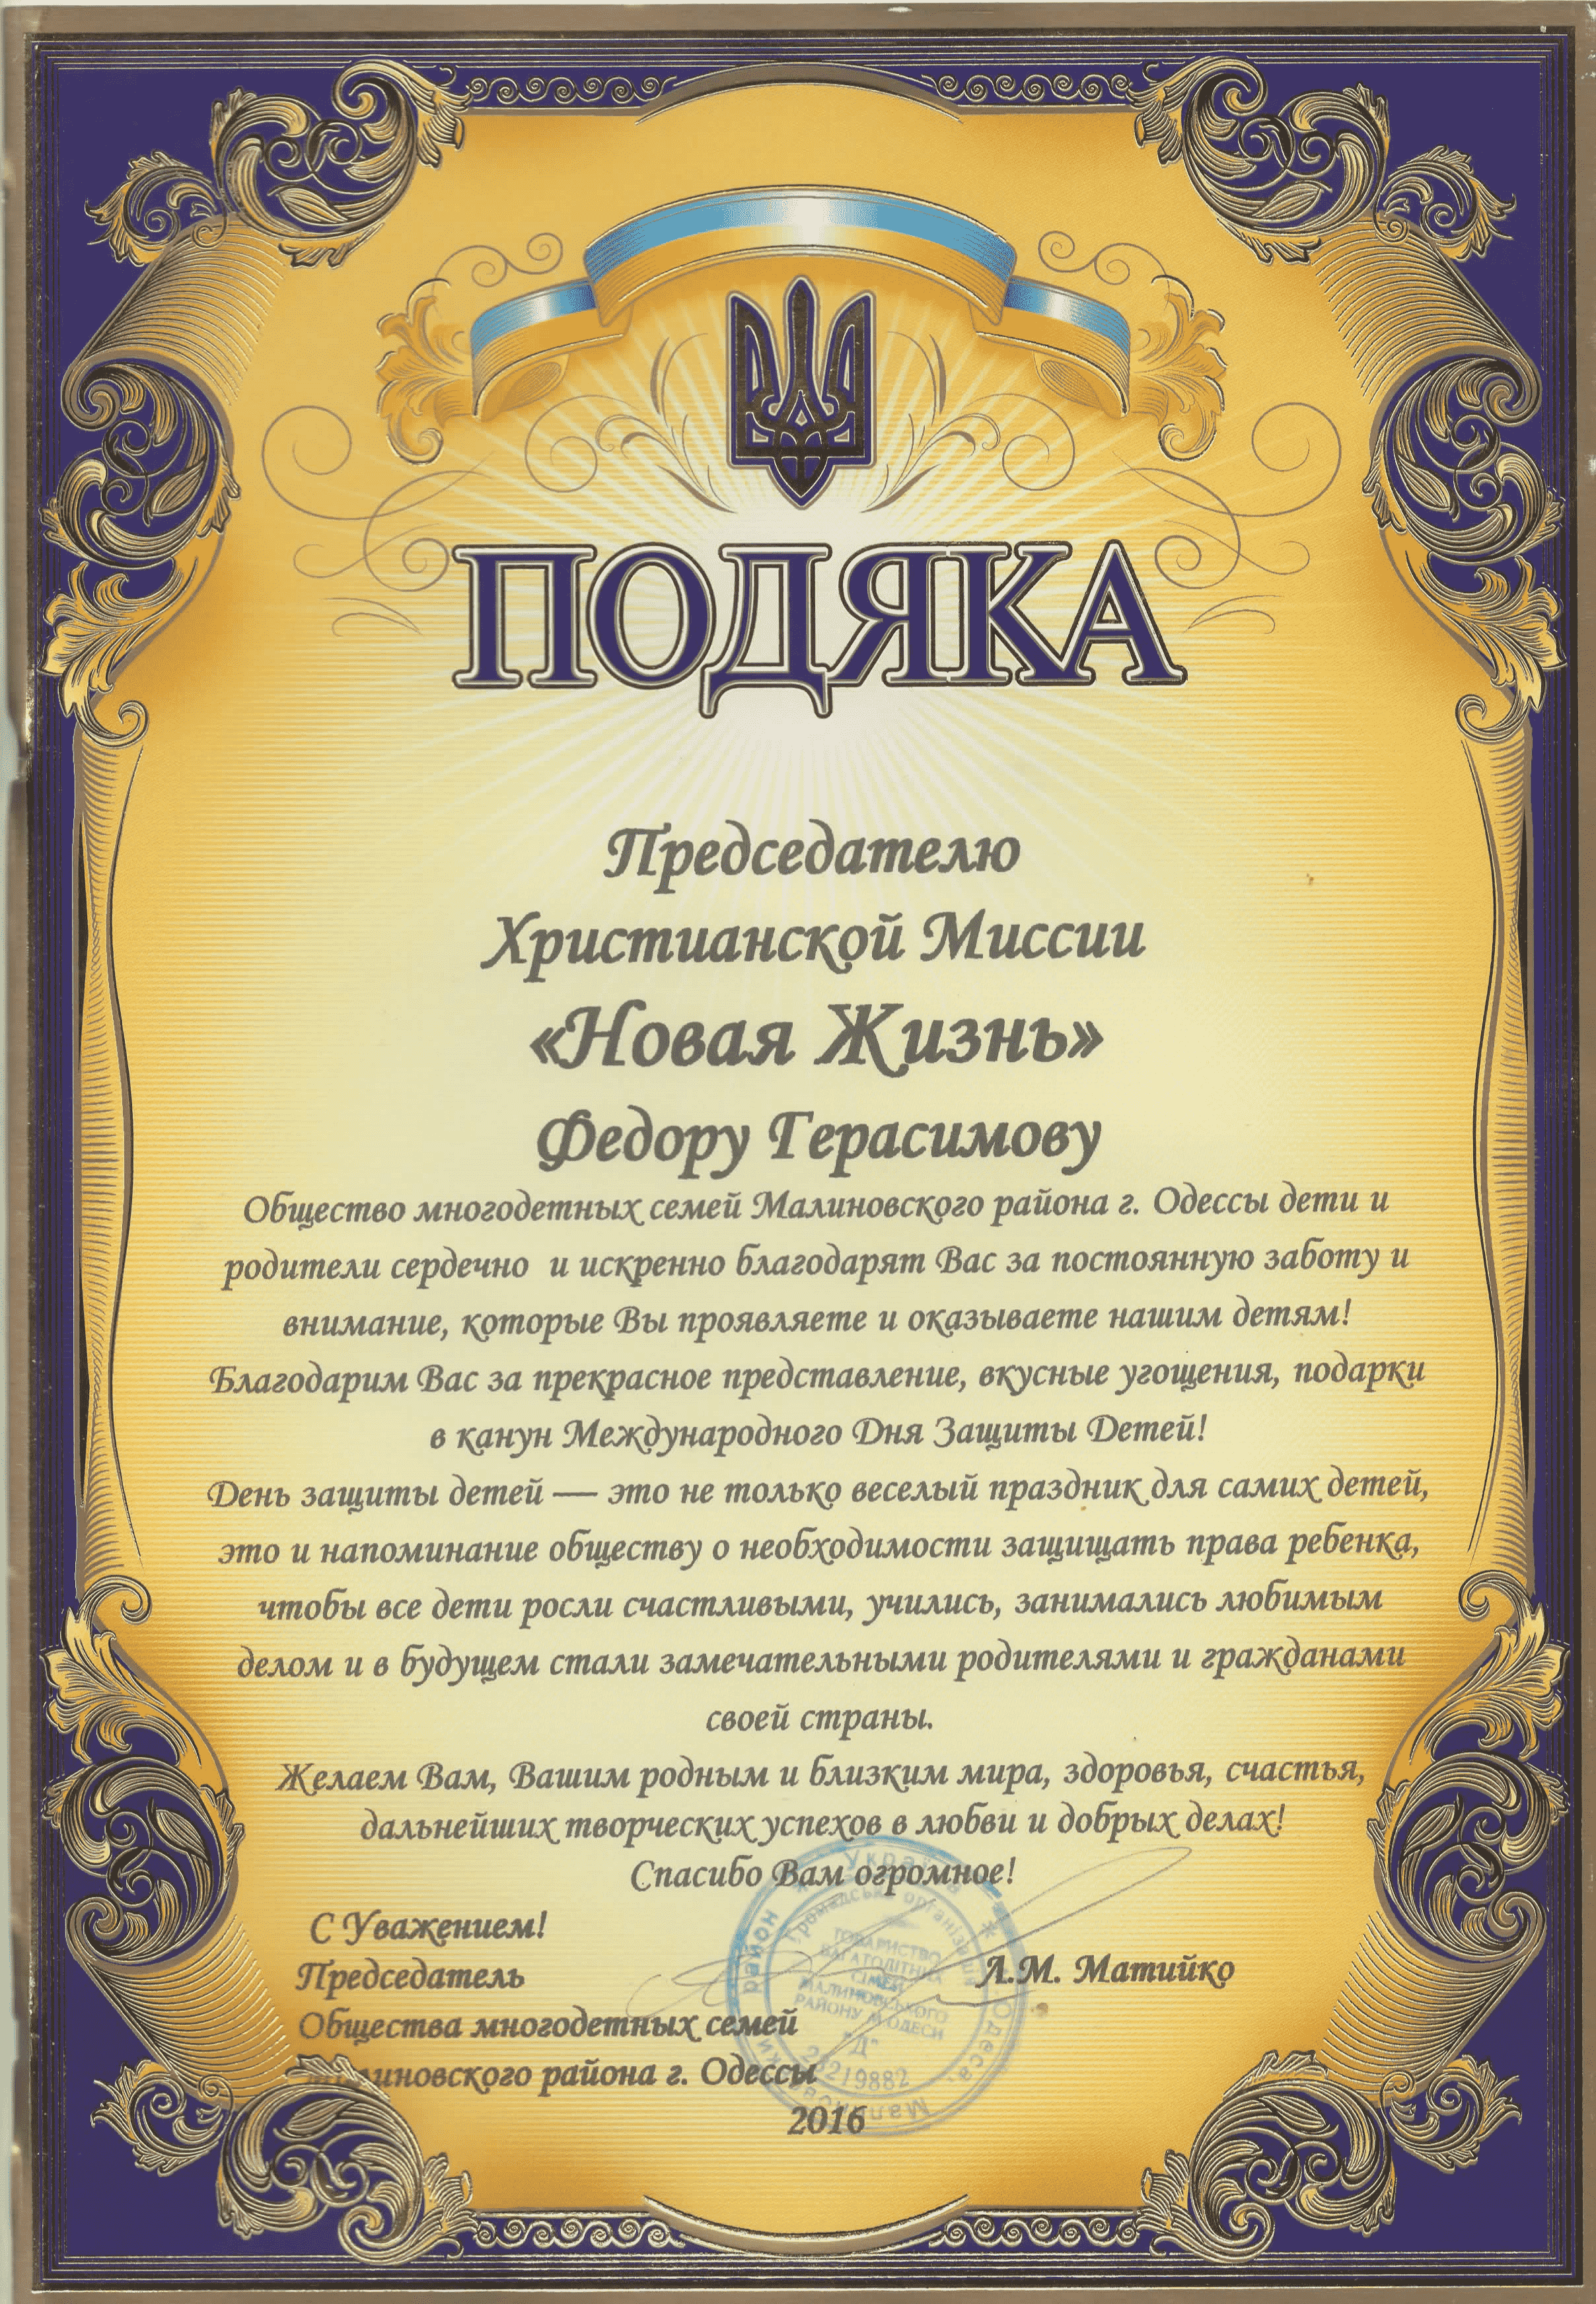 ПОДЯКА
Председателю
Христианской Миссии
«Новая Жизнь»
Федору Герасимову
Общество многодетных семей Малиновского района г. Одессы дети и
родители сердечно и искренно благодарят Вас за постоянную заботу и
внимание, которые Вы проявляете и оказываете нашим детям!
Благодарим Вас за прекрасное представление, вкусные угощения, подарки
в канун Международного Дня Защиты Детей!
День защиты детей — это не только веселый праздник для самих детей,
это и напоминание обществу о необходимости защищать права ребенка,
чтобы все дети росли счастливыми, учились, занимались любимым
делом и в будущем стали замечательными родителями и гражданами
своей страны.
Желаем Вам, Вашим родным и близким мира, здоровья, счастья,
дальнейших творческих успехов в любви и добрых делах!
Спасибо Вам огромное!
С Уважением!
Председатель Л.М. Матийко
Общества многодетных семей
Малиновского района г. Одессы
2016
Україна
район
Одеса
громадська організація
ТОВАРИСТВО
БАГАТОДІТНИХ
СІМЕЙ
МАЛИНОВСЬКОГО
РАЙОНУ М.ОДЕСИ
"Д"
219882